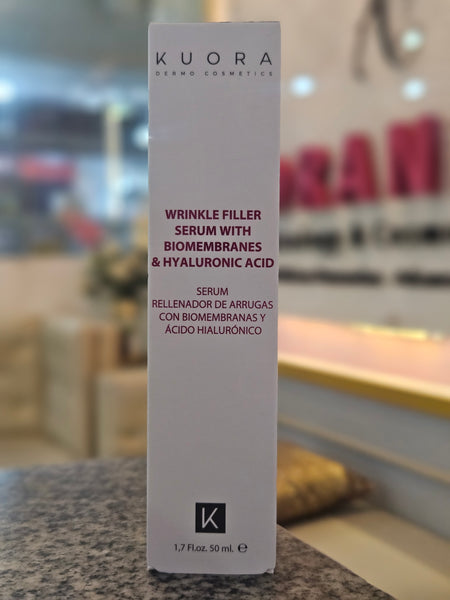 KUORA
DERMO COSMETICS
WRINKLE FILLER
SERUM WITH
BIOMEMBRANES
& HYALURONIC ACID
SERUM
RELLENADOR DE ARRUGAS
CON BIOMEMBRANAS Y
ÁCIDO HIALURÓNICO
K
1,7 Fl.oz. 50 ml. ℮